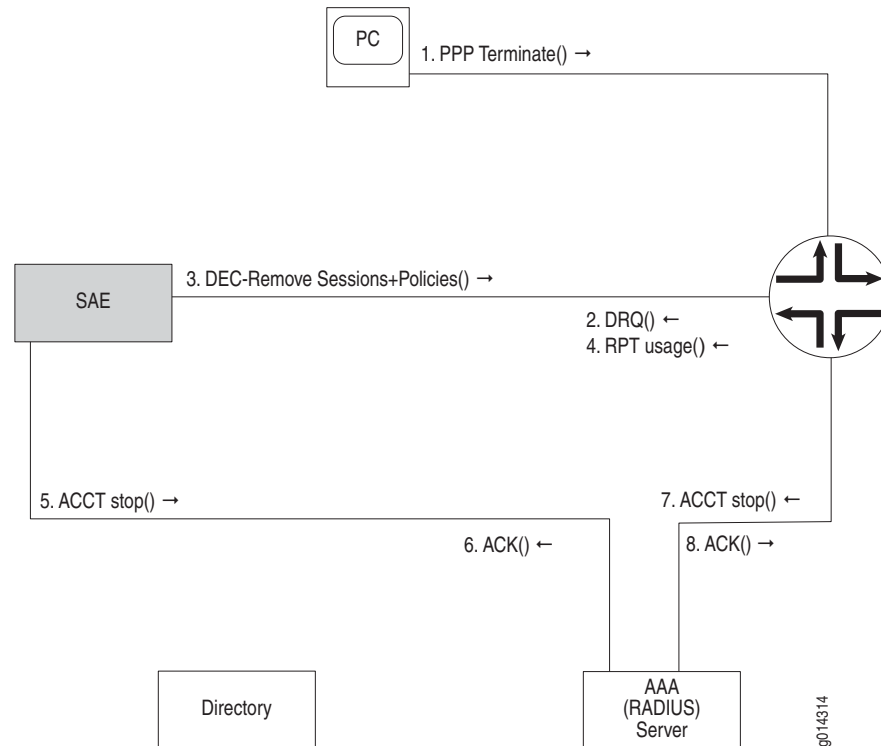 PC
1. PPP Terminate() →
3. DEC-Remove Sessions+Policies() →
SAE
2. DRQ() ←
4. RPT usage() ←
5. ACCT stop() →
7. ACCT stop() ←
6. ACK() ←
8. ACK() →
Directory
AAA
(RADIUS)
Server
g014314